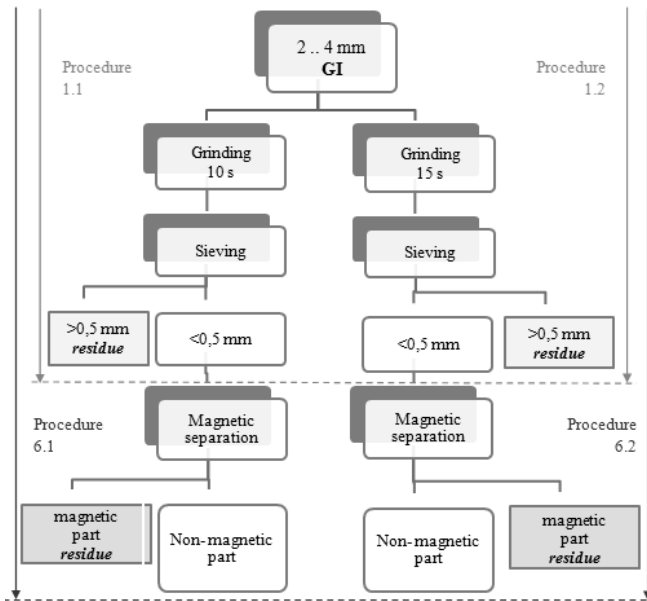 2 .. 4 mm
GI
Procedure
1.1
Procedure
1.2
Grinding
10 s
Grinding
15 s
Sieving
Sieving
>0,5 mm
residue
<0,5 mm
<0,5 mm
>0,5 mm
residue
Procedure
6.1
Magnetic
separation
Magnetic
separation
Procedure
6.2
magnetic
part
residue
Non-magnetic
part
Non-magnetic
part
magnetic
part
residue